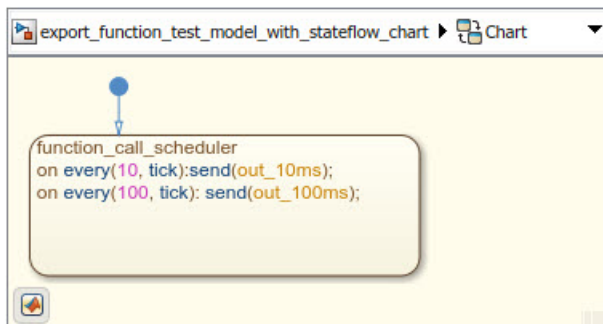 export_function_test_model_with_stateflow_chart Chart
function_call_scheduler
on every(10, tick):send(out_10ms);
on every(100, tick): send(out_100ms);